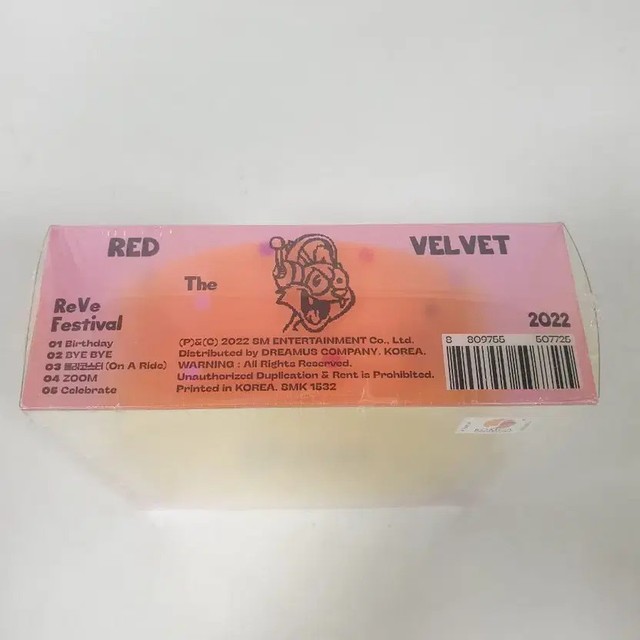 RED VELVET
The
ReVe
Festival
2022
01 Birthday
02 BYE BYE
03 롤러코스터 (On A Ride)
04 ZOOM
05 Celebrate
(P)&(C) 2022 SM ENTERTAINMENT Co., Ltd.
Distributed by DREAMUS COMPANY. KOREA.
WARNING : All Rights Reserved.
Unauthorized Duplication & Rent is Prohibited.
Printed in KOREA. SMK 1532
8 809755 507725